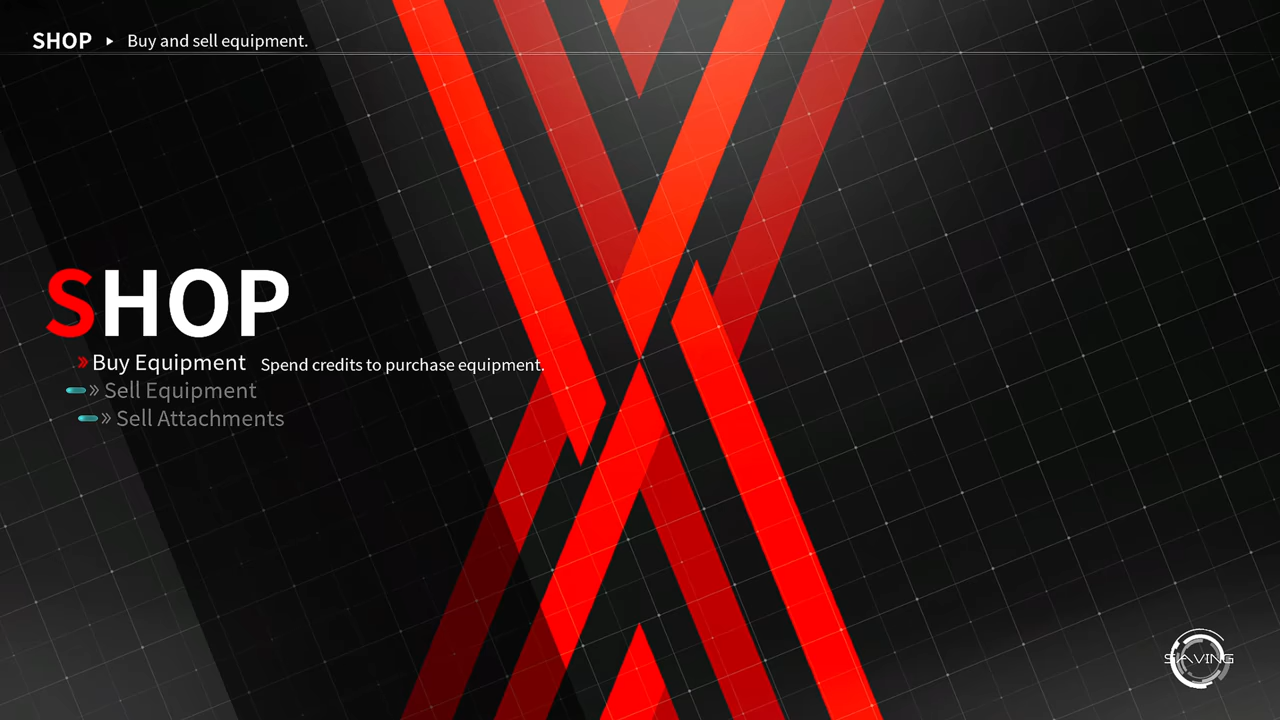 SHOP ▶ Buy and sell equipment.
SHOP
» Buy Equipment Spend credits to purchase equipment.
» Sell Equipment
» Sell Attachments
SAVING